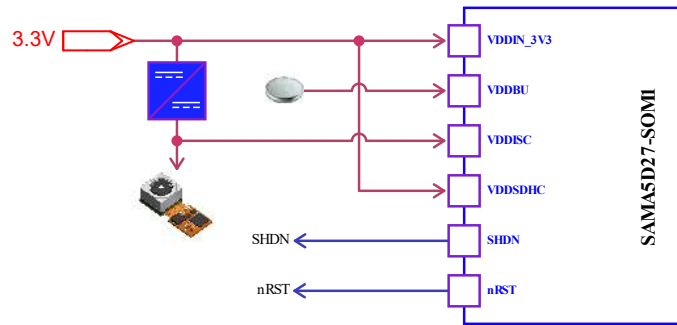 3.3V
VDDIN_3V3
VDDBU
VDDISC
VDDSDHC
SHDN
SHDN
nRST
nRST
SAMA5D27-SOM1